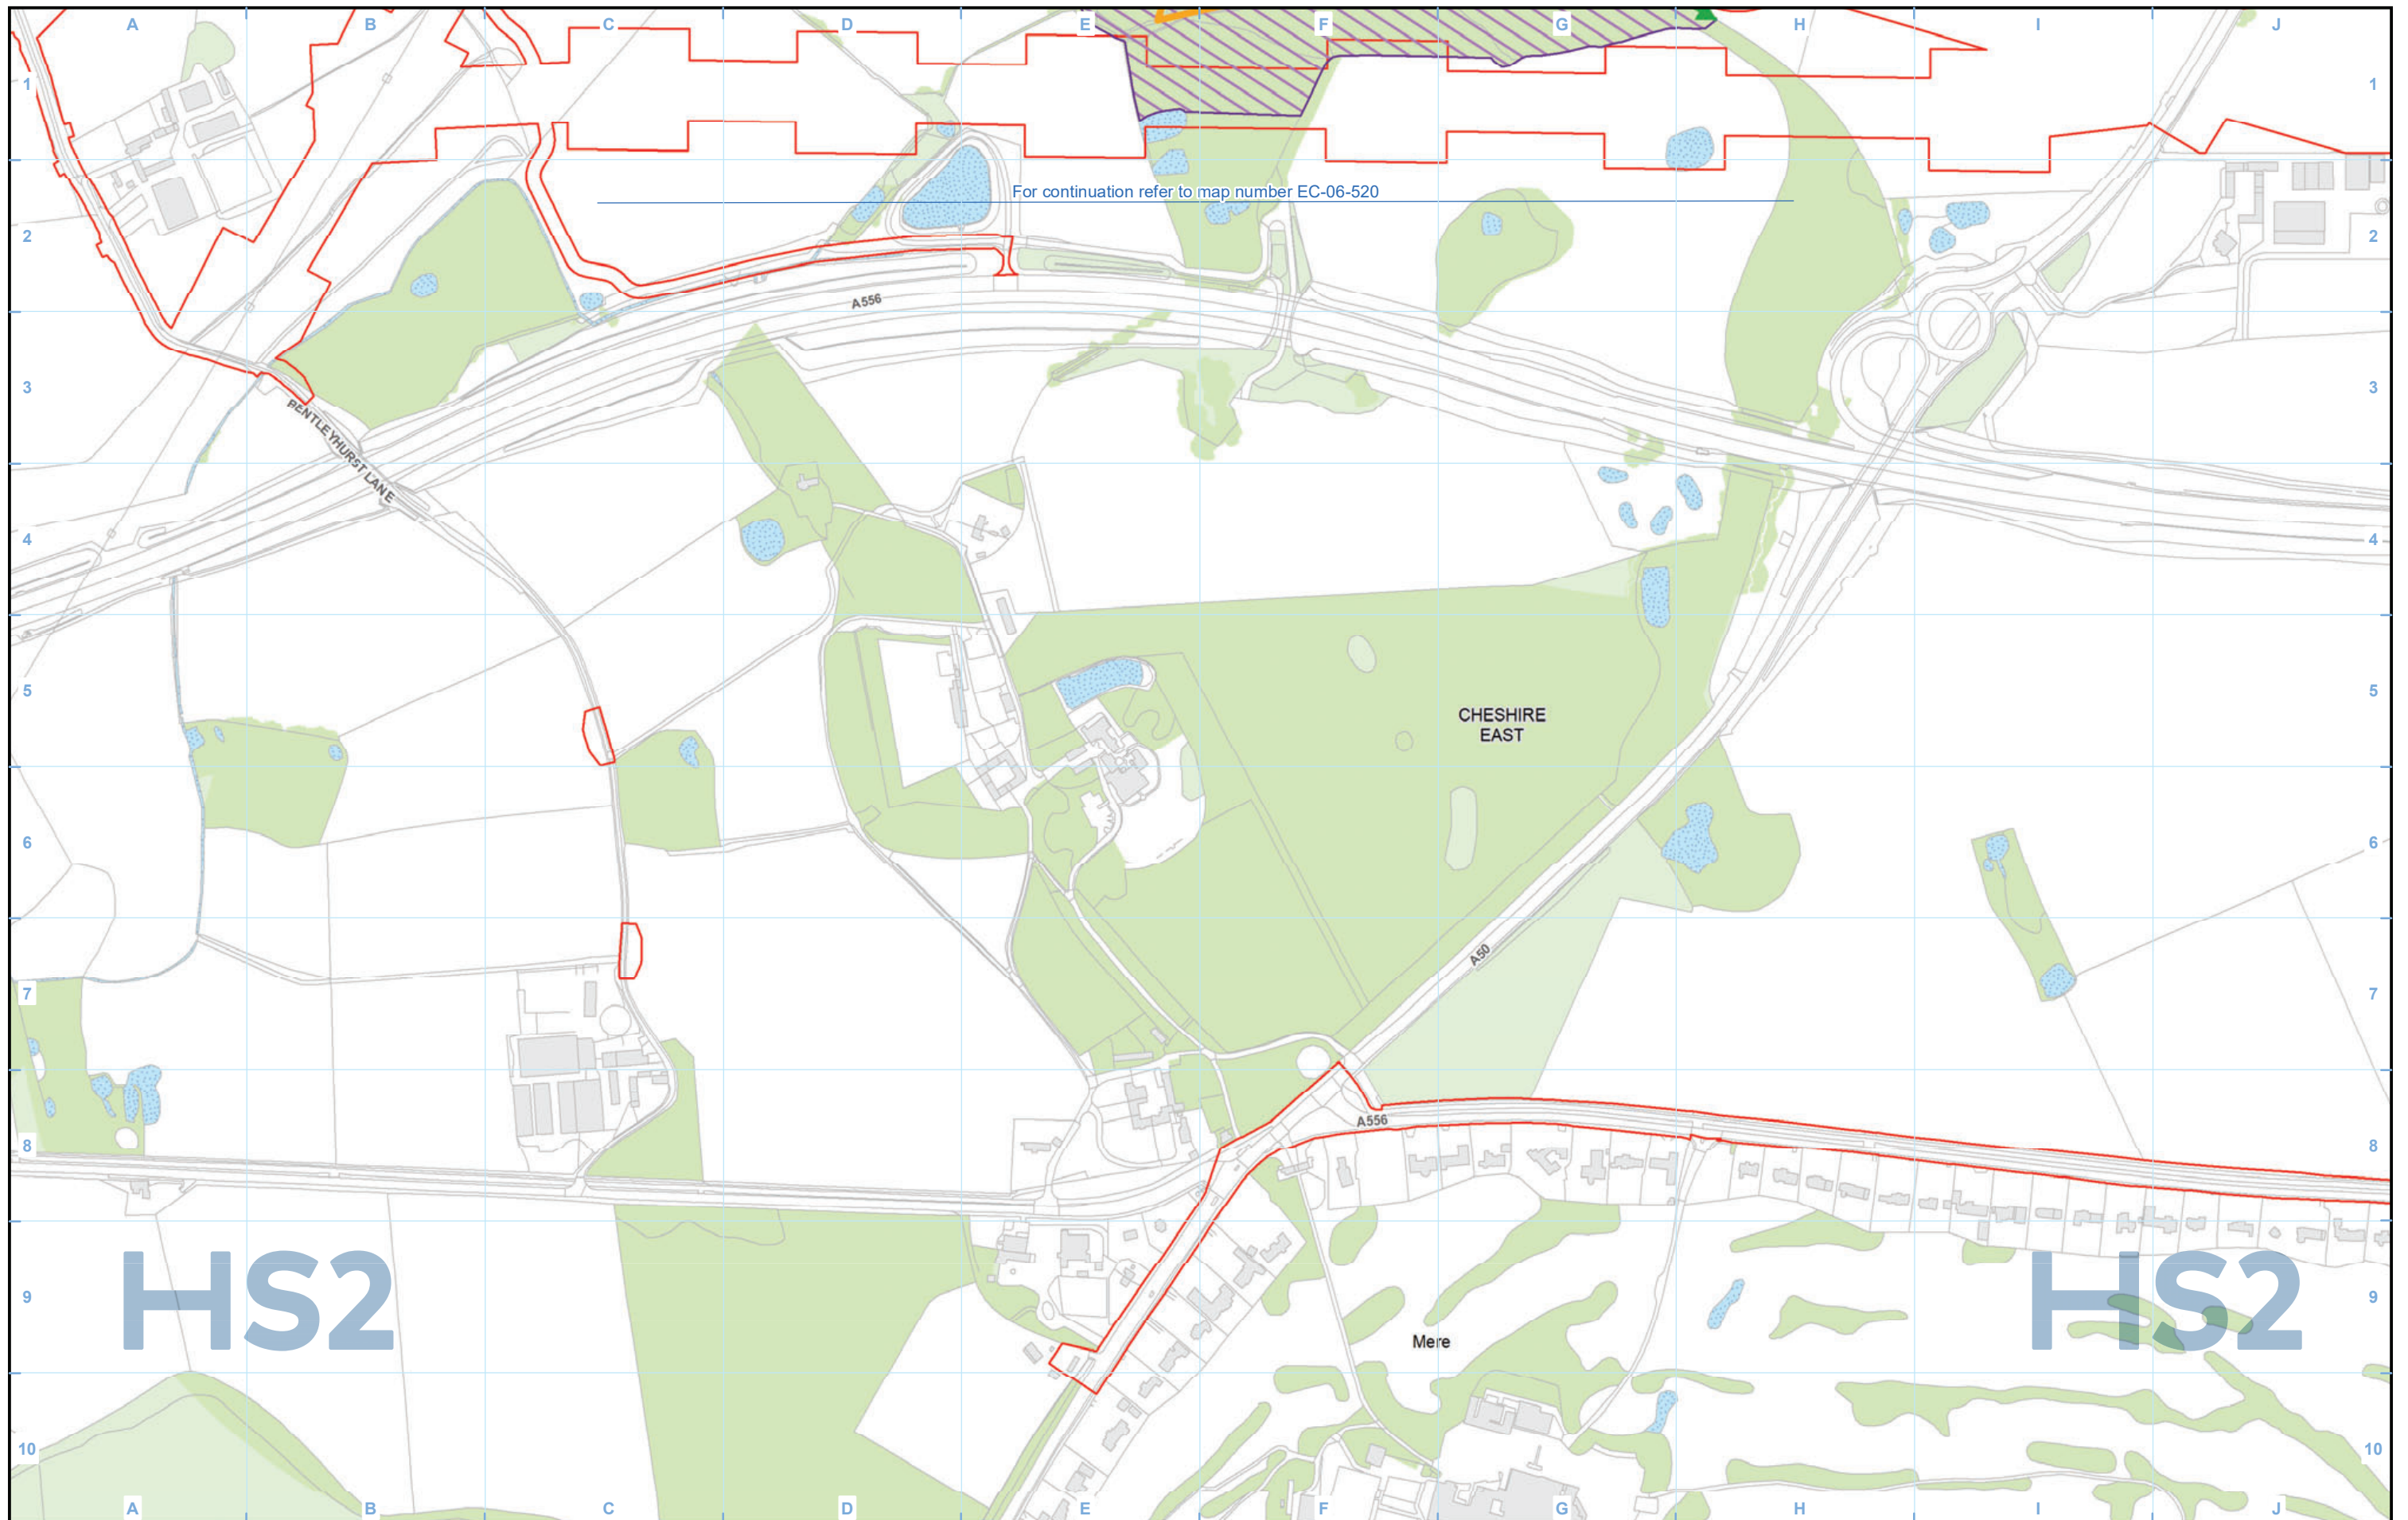 A B C D E F G H I J
1 1
For continuation refer to map number EC-06-520
2 2
A556
3 3
BENTLEYHURST LANE
4 4
5 5
CHESHIRE
EAST
6 6
A50
7 7
A556
8 8
HS2 HS2
9 9
Mere
10 10
A B C D E F G H I J